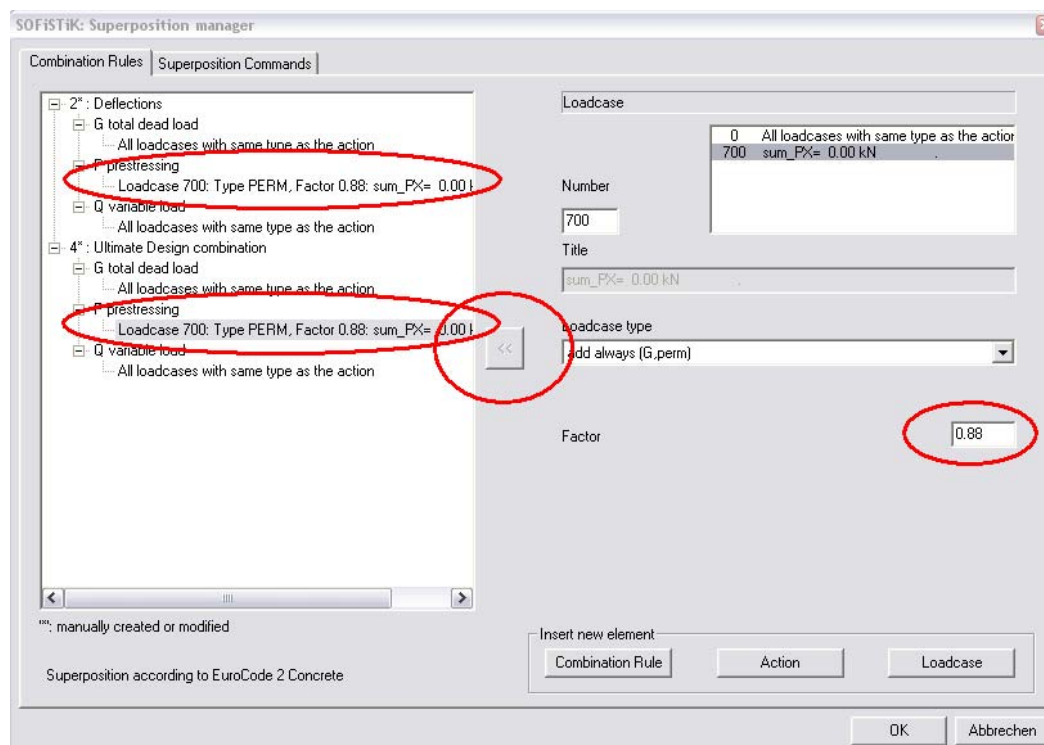 SOFiSTiK: Superposition manager
Combination Rules
Superposition Commands
2* : Deflections
G total dead load
All loadcases with same type as the action
P prestressing
Loadcase 700: Type PERM, Factor 0.88: sum_PX= 0.00
Q variable load
All loadcases with same type as the action
4* : Ultimate Design combination
G total dead load
All loadcases with same type as the action
P prestressing
Loadcase 700: Type PERM, Factor 0.88: sum_PX= 0.00
Q variable load
All loadcases with same type as the action
"*": manually created or modified
Superposition according to EuroCode 2 Concrete
<<
Loadcase
0 All loadcases with same type as the action
700 sum_PX= 0.00 kN .
Number
700
Title
sum_PX= 0.00 kN .
Loadcase type
add always (G,perm)
Factor
0.88
Insert new element
Combination Rule
Action
Loadcase
OK
Abbrechen